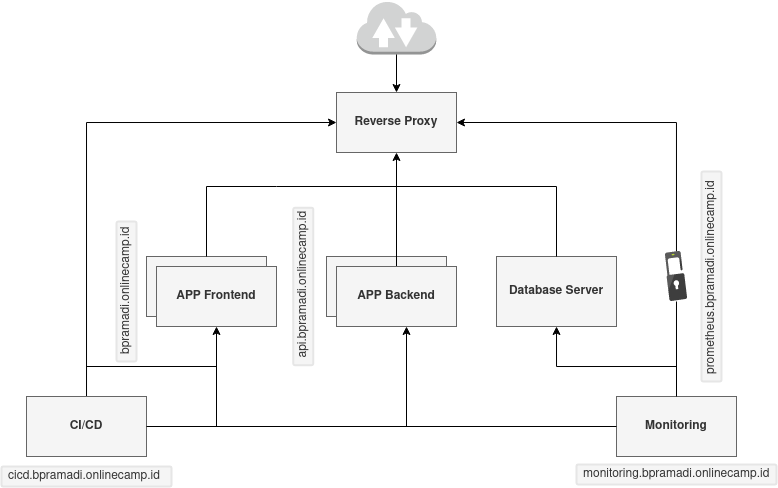 Reverse Proxy
bpramadi.onlinecamp.id
api.bpramadi.onlinecamp.id
prometheus.bpramadi.onlinecamp.id
APP Frontend
APP Backend
Database Server
CI/CD
Monitoring
cicd.bpramadi.onlinecamp.id
monitoring.bpramadi.onlinecamp.id